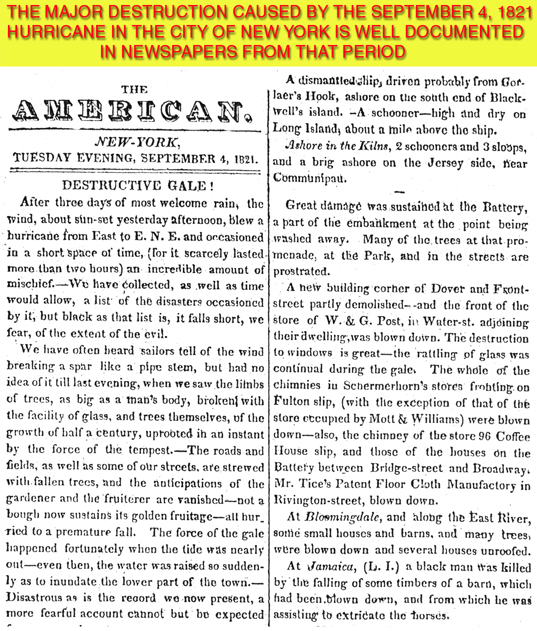 THE MAJOR DESTRUCTION CAUSED BY THE SEPTEMBER 4, 1821
HURRICANE IN THE CITY OF NEW YORK IS WELL DOCUMENTED
IN NEWSPAPERS FROM THAT PERIOD
THE
AMERICAN.
NEW-YORK,
TUESDAY EVENING, SEPTEMBER 4, 1821.
DESTRUCTIVE GALE!
After three days of most welcome rain, the
wind, about sun-set yesterday afternoon, blew a
hurricane from East to E. N. E. and occasioned
in a short space of time, (for it scarcely lasted
more than two hours) an incredible amount of
mischief.—We have collected, as well as time
would allow, a list of the disasters occasioned
by it, but black as that list is, it falls short, we
fear, of the extent of the evil.
We have often heard sailors tell of the wind
breaking a spar like a pipe stem, but had no
idea of it till last evening, when we saw the limbs
of trees, as big as a man's body, broken with
the facility of glass, and trees themselves, of the
growth of half a century, uprooted in an instant
by the force of the tempest.—The roads and
fields, as well as some of our streets, are strewed
with fallen trees, and the anticipations of the
gardener and the fruiterer are vanished—not a
bough now sustains its golden fruitage—all hur-
ried to a premature fall. The force of the gale
happened fortunately when the tide was nearly
out—even then, the water was raised so sudden-
ly as to inundate the lower part of the town.—
Disastrous as is the record we now present, a
more fearful account cannot but be expected
A dismantled ship, driven probably from Cor-
laer's Hook, ashore on the south end of Black-
well's island. —A schooner—high and dry on
Long Island, about a mile above the ship.
Ashore in the Kilns, 2 schooners and 3 sloops,
and a brig ashore on the Jersey side, near
Communipau.
Great damage was sustained at the Battery,
a part of the embankment at the point being
washed away. Many of the trees at that pro-
menade, at the Park, and in the streets are
prostrated.
A new building corner of Dover and Front-
street partly demolished--and the front of the
store of W. & G. Post, in Water-st. adjoining
their dwelling, was blown down. The destruction
to windows is great—the rattling of glass was
continual during the gale. The whole of the
chimnies in Schermerhorn's stores fronting on
Fulton slip, (with the exception of that of the
store occupied by Mott & Williams) were blown
down—also, the chimney of the store 96 Coffee
House slip, and those of the houses on the
Battery between Bridge-street and Broadway.
Mr. Tice's Patent Floor Cloth Manufactory in
Rivington-street, blown down.
At Bloomingdale, and along the East River,
some small houses and barns, and many trees,
were blown down and several houses unroofed.
At Jamaica, (L. I.) a black man was killed
by the falling of some timbers of a barn, which
had been blown down, and from which he was
assisting to extricate the horses.